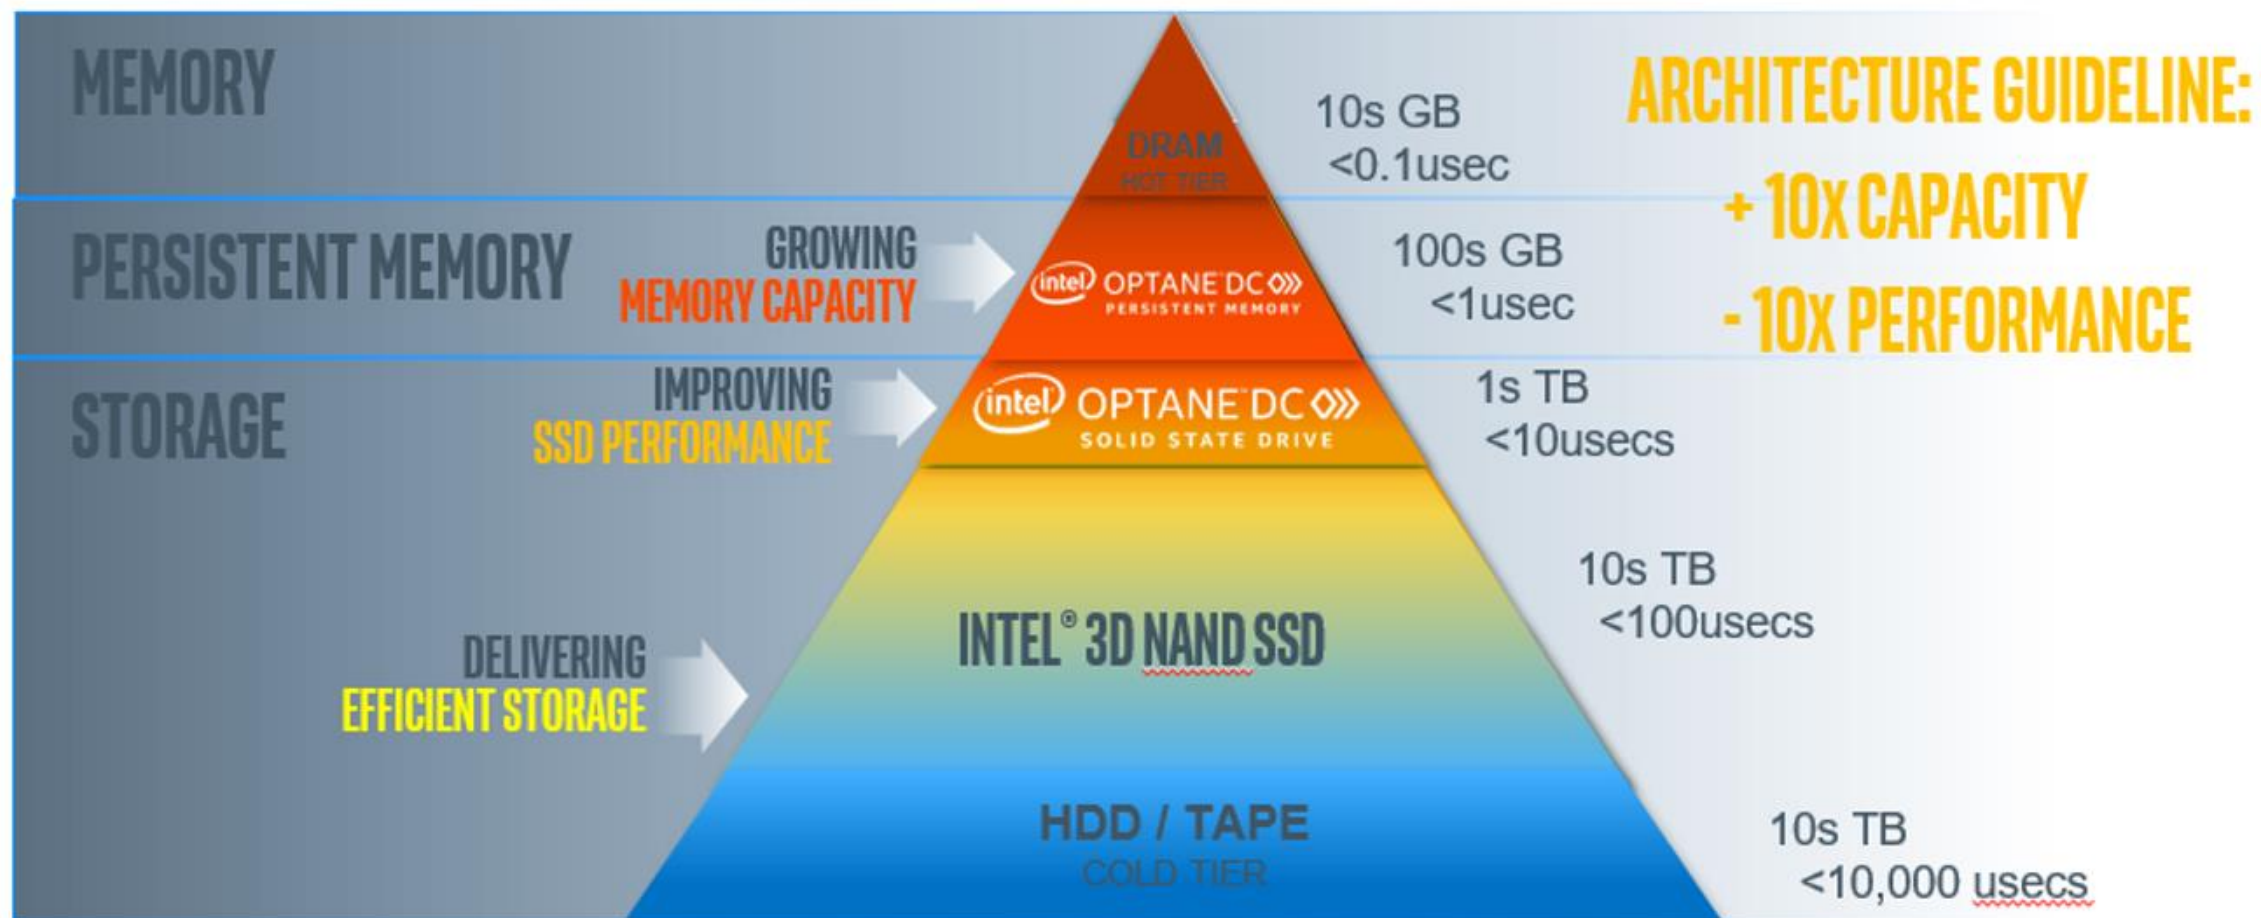 MEMORY
DRAM
HOT TIER
10s GB
<0.1usec
ARCHITECTURE GUIDELINE:
+ 10X CAPACITY
- 10X PERFORMANCE
PERSISTENT MEMORY
GROWING
MEMORY CAPACITY
intel OPTANE™ DC
PERSISTENT MEMORY
100s GB
<1usec
STORAGE
IMPROVING
SSD PERFORMANCE
intel OPTANE™ DC
SOLID STATE DRIVE
1s TB
<10usecs
DELIVERING
EFFICIENT STORAGE
INTEL® 3D NAND SSD
10s TB
<100usecs
HDD / TAPE
COLD TIER
10s TB
<10,000 usecs